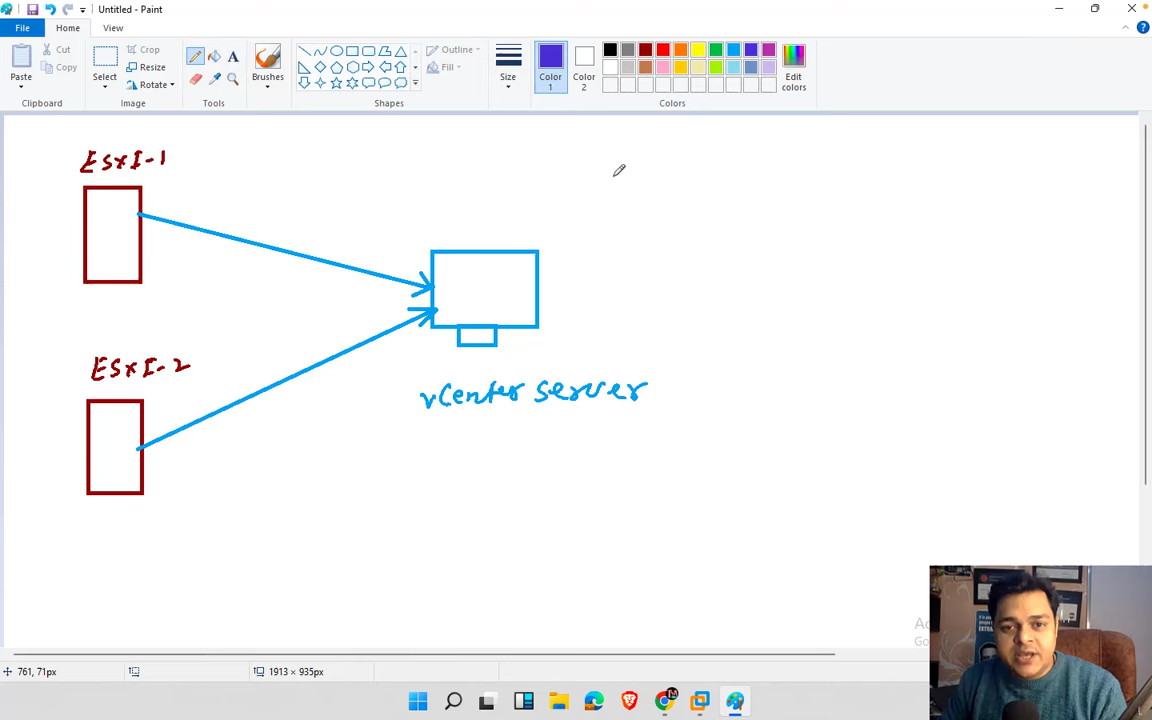 Untitled - Paint
File
Home
View
Paste
Cut
Copy
Clipboard
Select
Crop
Resize
Rotate
Image
A
Tools
Brushes
Outline
Fill
Shapes
Size
Color
1
Color
2
Edit
colors
Colors
ESXI-1
ESXI-2
vCenter server
761, 71px
1913 × 935px